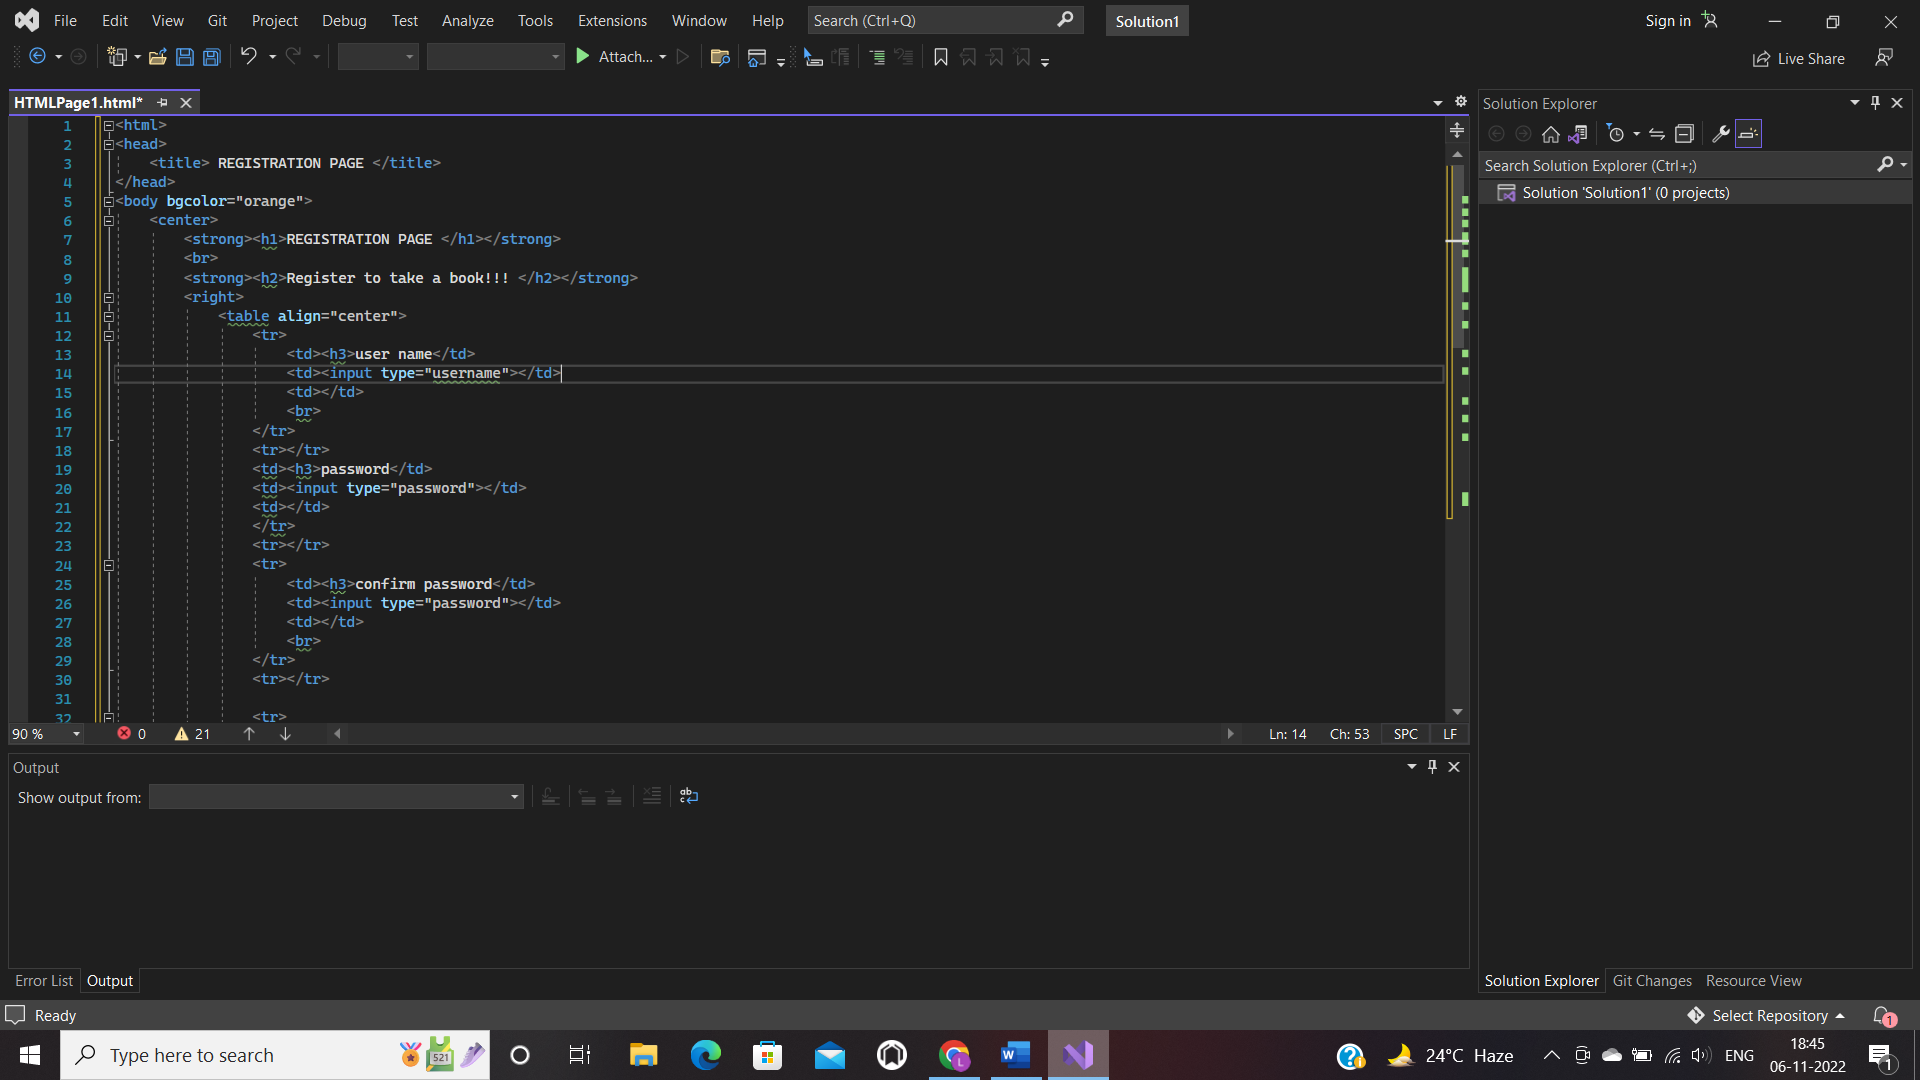 File Edit View Git Project Debug Test Analyze Tools Extensions Window Help Search (Ctrl+Q) Solution1 Sign in
Attach... Live Share
HTMLPage1.html*
1 <html>
2 <head>
3 <title> REGISTRATION PAGE </title>
4 </head>
5 <body bgcolor="orange">
6 <center>
7 <strong><h1>REGISTRATION PAGE </h1></strong>
8 <br>
9 <strong><h2>Register to take a book!!! </h2></strong>
10 <right>
11 <table align="center">
12 <tr>
13 <td><h3>user name</td>
14 <td><input type="username"></td>
15 <td></td>
16 <br>
17 </tr>
18 <tr></tr>
19 <td><h3>password</td>
20 <td><input type="password"></td>
21 <td></td>
22 </tr>
23 <tr></tr>
24 <tr>
25 <td><h3>confirm password</td>
26 <td><input type="password"></td>
27 <td></td>
28 <br>
29 </tr>
30 <tr></tr>
31
32 <tr>
90 % 0 21 Ln: 14 Ch: 53 SPC LF
Output
Show output from:
Error List Output
Solution Explorer
Search Solution Explorer (Ctrl+;)
Solution 'Solution1' (0 projects)
Solution Explorer Git Changes Resource View
Ready Select Repository 1
Type here to search 521 L W 24°C Haze ENG 18:45
06-11-2022 1